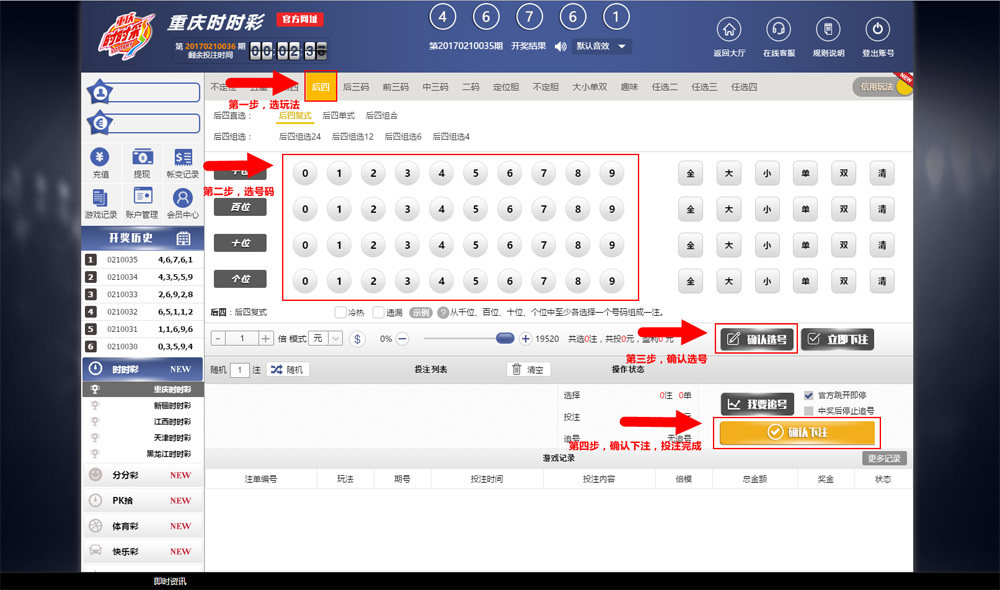 重庆时时彩 官方网域
第 20170210036 期
剩余投注时间 00:02:3
4 6 7 6 1
第20170210035期 开奖结果 默认音效
返回大厅 在线客服 规则说明 登出账号
后四 后三码 前三码 中三码 二码 定位胆 不定胆 大小单双 趣味 任选二 任选三 任选四
信用玩法 NEW
第一步，选玩法
后四直选： 后四复式 后四单式 后四组合
后四组选： 后四组选24 后四组选12 后四组选6 后四组选4
充值 提现 帐变记录
游戏记录 账户管理 会员中心
第二步，选号码
0 1 2 3 4 5 6 7 8 9 全 大 小 单 双 清
百位 0 1 2 3 4 5 6 7 8 9 全 大 小 单 双 清
十位 0 1 2 3 4 5 6 7 8 9 全 大 小 单 双 清
个位 0 1 2 3 4 5 6 7 8 9 全 大 小 单 双 清
开奖历史
1 0210035 4,6,7,6,1
2 0210034 4,3,5,5,9
3 0210033 2,6,9,2,8
4 0210032 6,5,1,1,2
5 0210031 1,1,6,9,6
6 0210030 0,3,5,9,4
后四：后四复式 冷热 遗漏 示例 ? 从千位、百位、十位、个位中至少各选择一个号码组成一注。
- 1 + 倍 模式 元 $ 0% 19520 共选0注，共投0元，盈利0 元
确认选号 立即下注
第三步，确认选号
随机 1 注 随机 投注列表 清空 操作状态
时时彩 NEW
重庆时时彩
新疆时时彩
江西时时彩
天津时时彩
黑龙江时时彩
分分彩 NEW
PK拾 NEW
体育彩 NEW
快乐彩 NEW
选择 0注 0单
投注 元
追号 无追号
我要追号
官方跳开即停
中奖后停止追号
确认下注
第四步，确认下注，投注完成
游戏记录 更多记录
注单编号 玩法 期号 投注时间 投注内容 倍模 总金额 奖金 状态
即时资讯